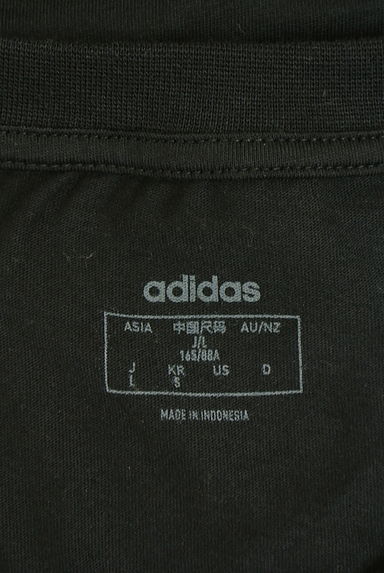 adidas
ASIA 中国尺码 AU/NZ
J/L
165/88A
J KR US D
L S
MADE IN INDONESIA